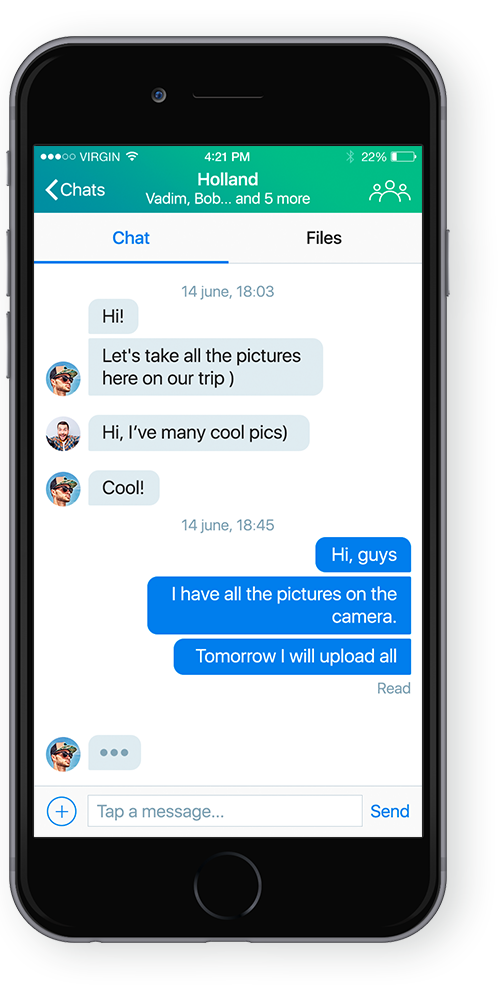 ●●●○○ VIRGIN 4:21 PM 22%
Chats
Holland
Vadim, Bob... and 5 more
Chat Files
14 june, 18:03
Hi!
Let's take all the pictures
here on our trip )
Hi, I’ve many cool pics)
Cool!
14 june, 18:45
Hi, guys
I have all the pictures on the
camera.
Tomorrow I will upload all
Read
●●●
+ Tap a message... Send